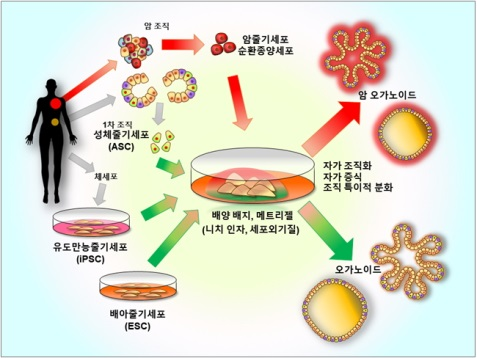 암 조직
암줄기세포
순환종양세포
1차 조직
성체줄기세포
(ASC)
체세포
유도만능줄기세포
(iPSC)
배아줄기세포
(ESC)
배양 배지, 메트리젤
(니치 인자, 세포외기질)
자가 조직화
자가 증식
조직 특이적 분화
암 오가노이드
오가노이드